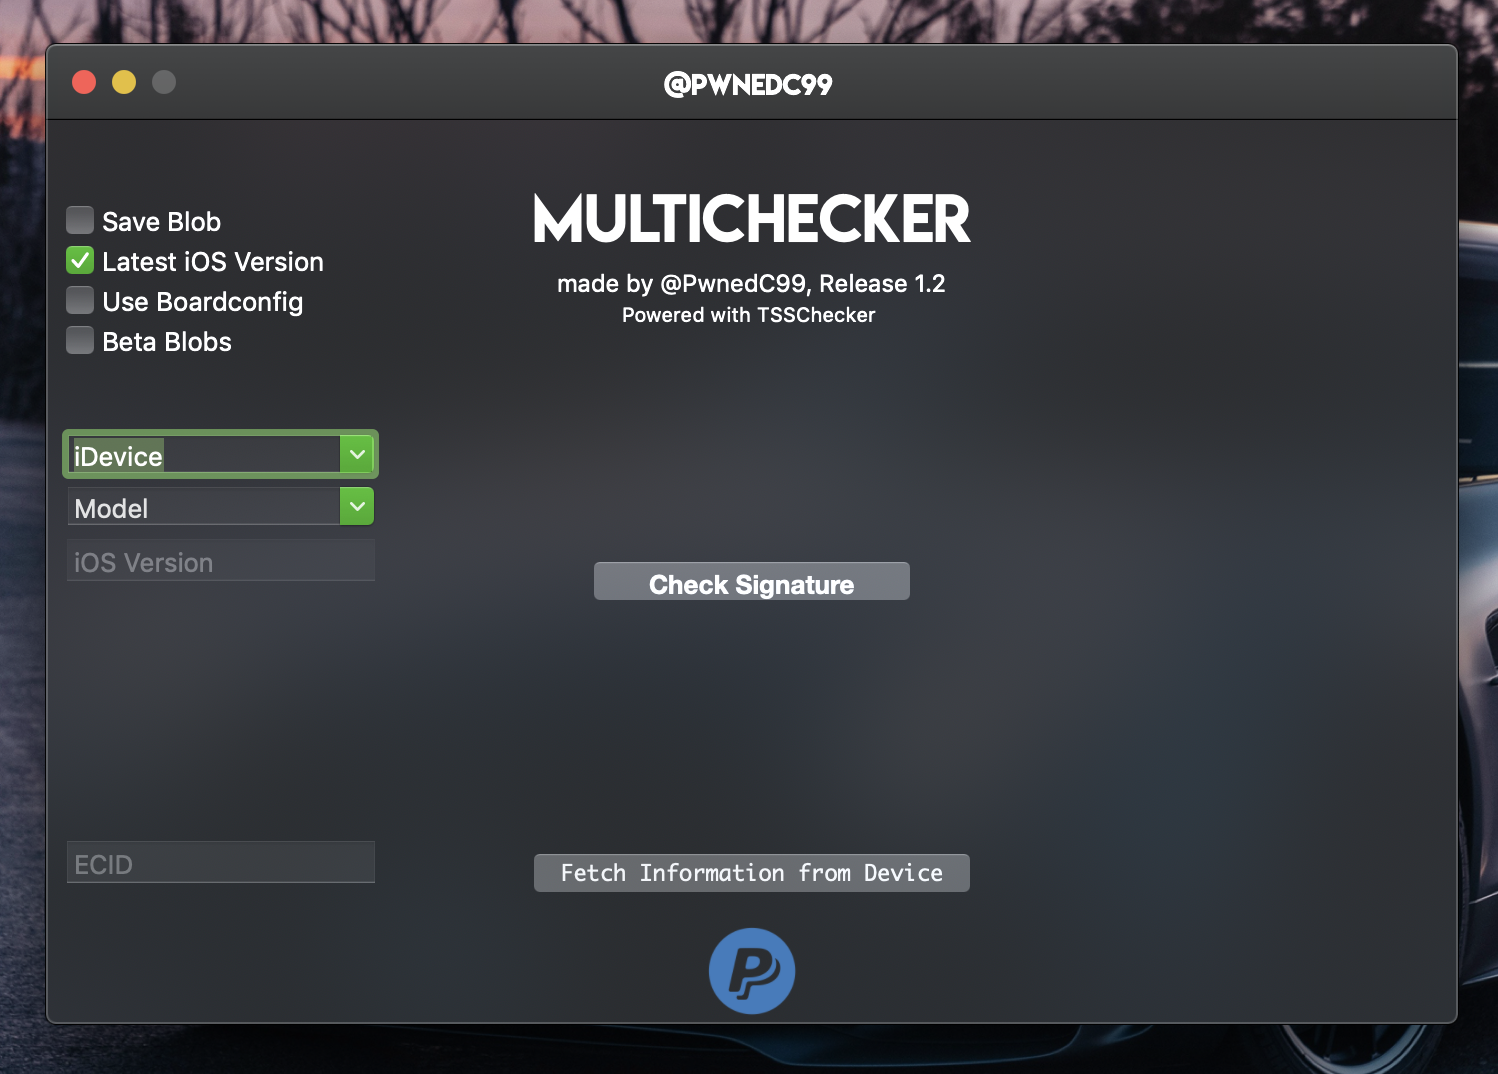 @PWNEDC99
Save Blob
Latest iOS Version
Use Boardconfig
Beta Blobs
MULTICHECKER
made by @PwnedC99, Release 1.2
Powered with TSSChecker
iDevice
Model
iOS Version
Check Signature
ECID
Fetch Information from Device